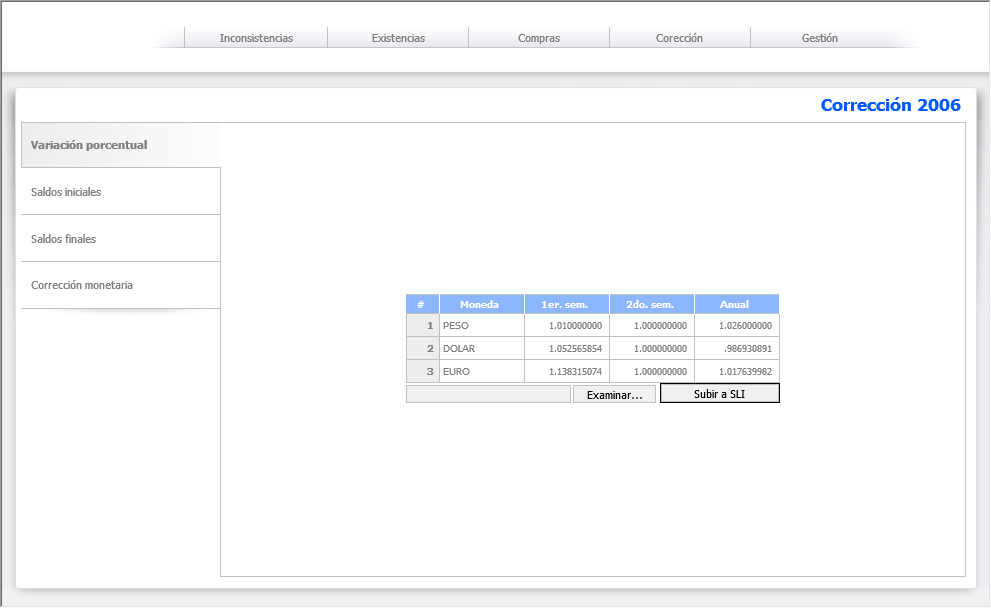 Inconsistencias Existencias Compras Corección Gestión
Corrección 2006
Variación porcentual
Saldos iniciales
Saldos finales
Corrección monetaria
# Moneda 1er. sem. 2do. sem. Anual
1 PESO 1.010000000 1.000000000 1.026000000
2 DOLAR 1.052565854 1.000000000 .986930891
3 EURO 1.138315074 1.000000000 1.017639982
Examinar... Subir a SLI